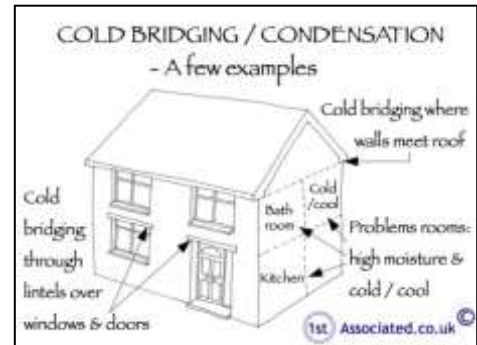 COLD BRIDGING / CONDENSATION
- A few examples
Cold bridging where
walls meet roof
Cold
bridging
through
lintels over
windows & doors
Bath
room
Cold
/cool
Kitchen
Problems rooms:
high moisture &
cold / cool
1st Associated.co.uk ©